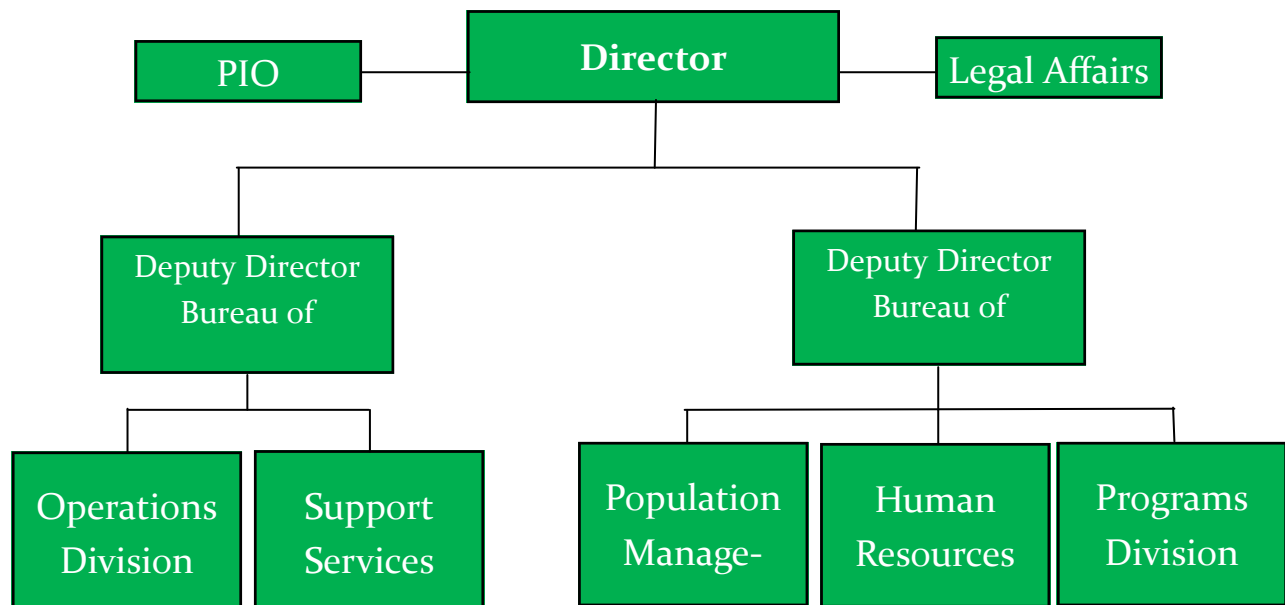 PIO
Director
Legal Affairs
Deputy Director
Bureau of
Deputy Director
Bureau of
Operations
Division
Support
Services
Population
Manage-
Human
Resources
Programs
Division